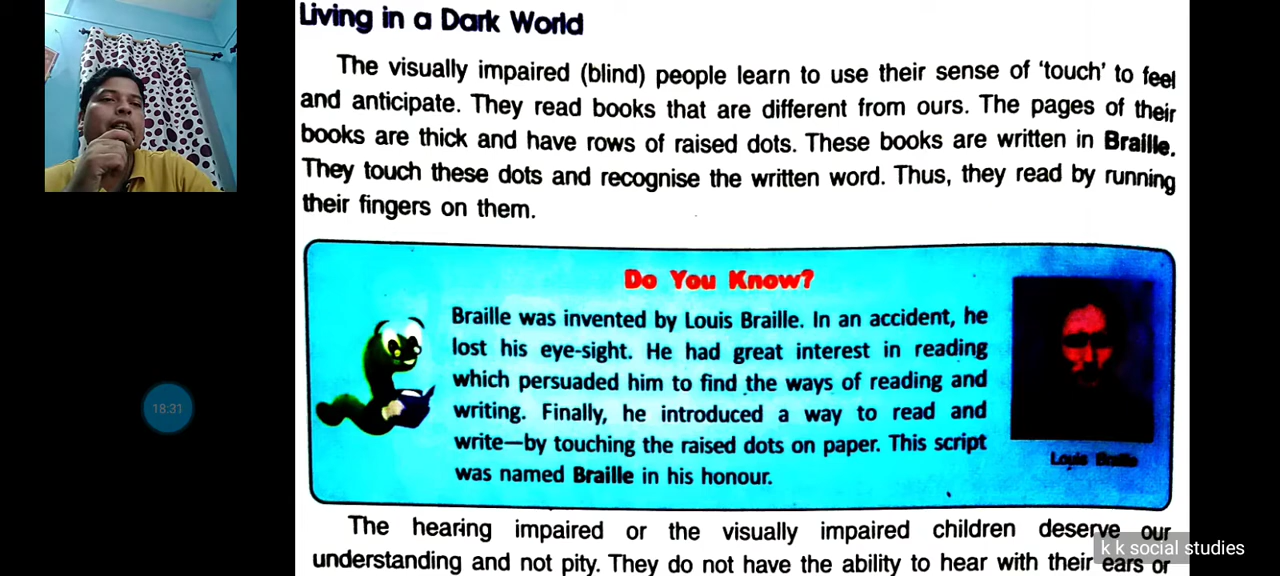 Living in a Dark World
The visually impaired (blind) people learn to use their sense of 'touch' to feel
and anticipate. They read books that are different from ours. The pages of their
books are thick and have rows of raised dots. These books are written in Braille.
They touch these dots and recognise the written word. Thus, they read by running
their fingers on them.
Do You Know?
Braille was invented by Louis Braille. In an accident, he
lost his eye-sight. He had great interest in reading
which persuaded him to find the ways of reading and
writing. Finally, he introduced a way to read and
write—by touching the raised dots on paper. This script
was named Braille in his honour.
Louis Braille
The hearing impaired or the visually impaired children deserve our
understanding and not pity. They do not have the ability to hear with their ears or
18:31
k k social studies